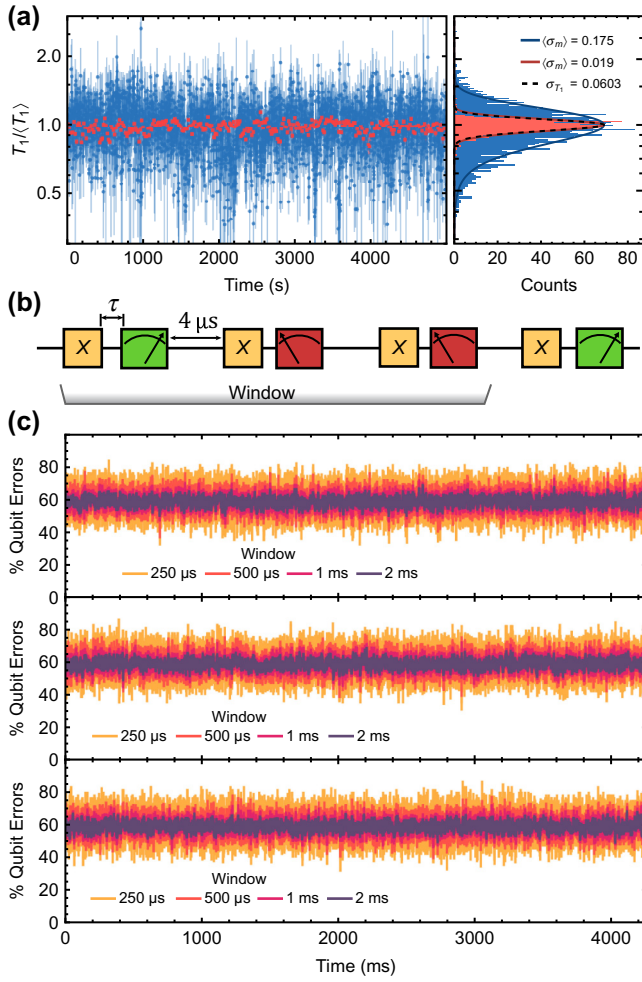 (a)
T₁/⟨T₁⟩
2.0
1.0
0.5
0 1000 2000 3000 4000
Time (s)
⟨σₘ⟩ = 0.175
⟨σₘ⟩ = 0.019
σ_T₁ = 0.0603
0 20 40 60 80
Counts
(b)
τ
4 μs
X X X X
Window
(c)
% Qubit Errors
80
60
40
20
0
Window
250 μs 500 μs 1 ms 2 ms
% Qubit Errors
80
60
40
20
0
Window
250 μs 500 μs 1 ms 2 ms
% Qubit Errors
80
60
40
20
0
Window
250 μs 500 μs 1 ms 2 ms
0 1000 2000 3000 4000
Time (ms)